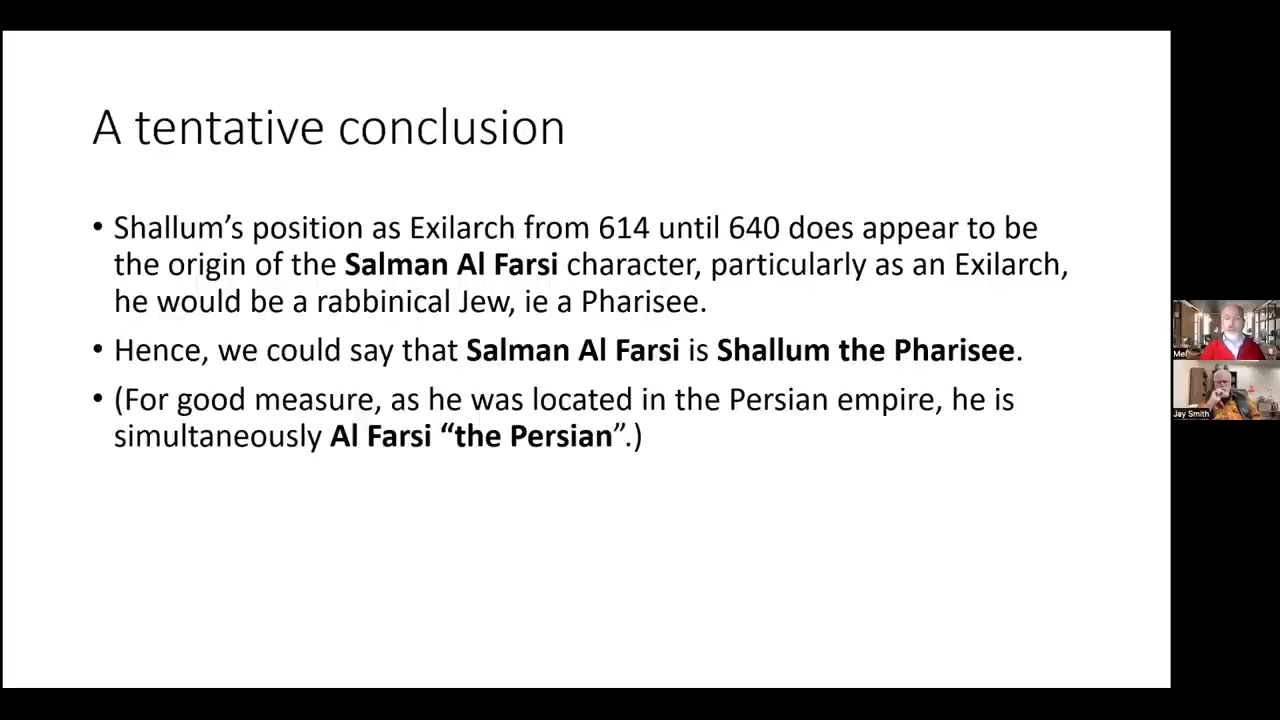 A tentative conclusion
• Shallum's position as Exilarch from 614 until 640 does appear to be
the origin of the Salman Al Farsi character, particularly as an Exilarch,
he would be a rabbinical Jew, ie a Pharisee.
• Hence, we could say that Salman Al Farsi is Shallum the Pharisee.
• (For good measure, as he was located in the Persian empire, he is
simultaneously Al Farsi “the Persian”.)
Mel
Jay Smith